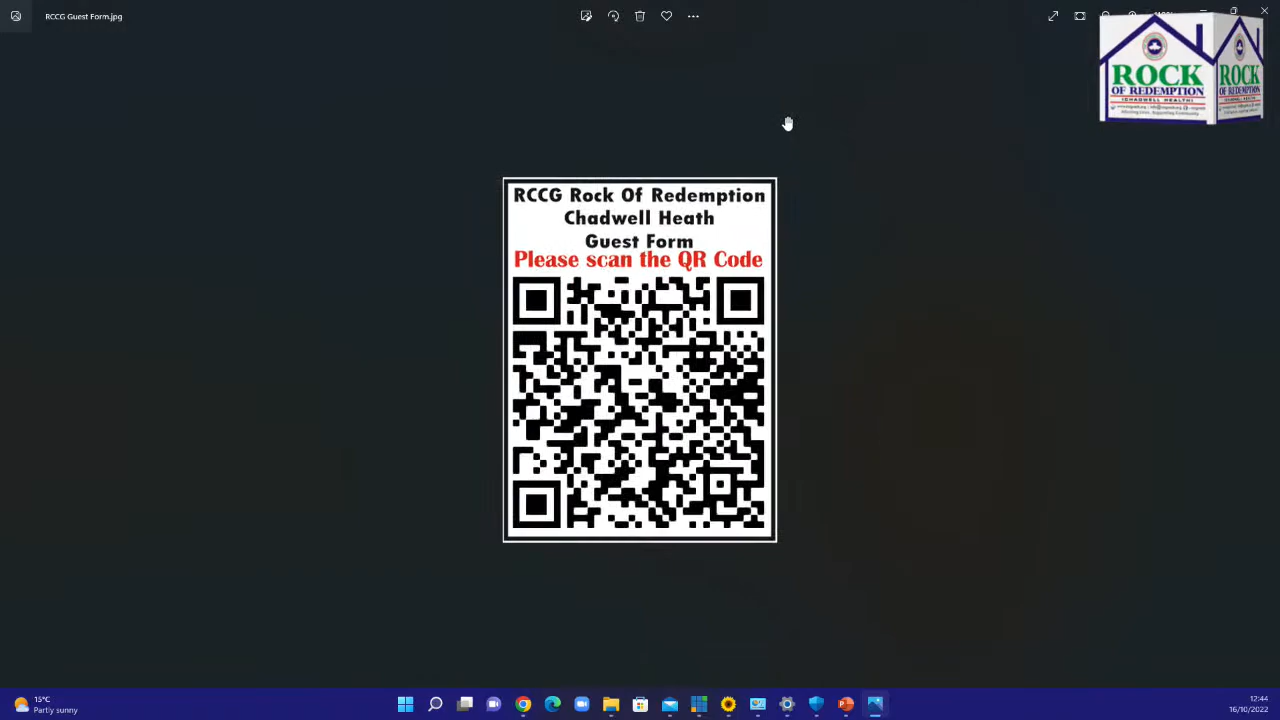 RCCG Guest Form.jpg
ROCK
OF REDEMPTION
(CHADWELL HEALTH)
ROCK
OF REDEMPTION
RCCG Rock Of Redemption
Chadwell Heath
Guest Form
Please scan the QR Code
15°C
Partly sunny
12:44
16/10/2022